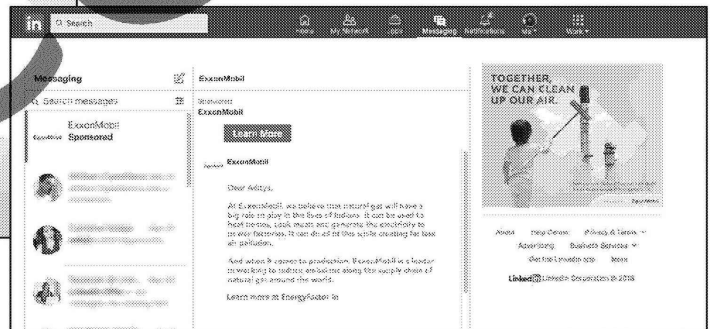 in Search Home My Network Jobs Messaging Notifications Me Work
Messaging
Search messages
ExxonMobil
Sponsored
ExxonMobil
Sponsored
ExxonMobil
Learn More
ExxonMobil
Dear Aditya,
At ExxonMobil, we believe that natural gas will have a
big role to play in the lives of Indians. It can be used to
heat homes, cook meals and generate the electricity to
power factories. It can do all this while creating far less
air pollution.
And when it comes to production, ExxonMobil is a leader
in working to reduce emissions along the supply chain of
natural gas around the world.
Learn more at EnergyFactor in
TOGETHER,
WE CAN CLEAN
UP OUR AIR.
ExxonMobil
About Help Center Privacy & Terms
Advertising Business Services
Get the LinkedIn app More
LinkedIn LinkedIn Corporation © 2018